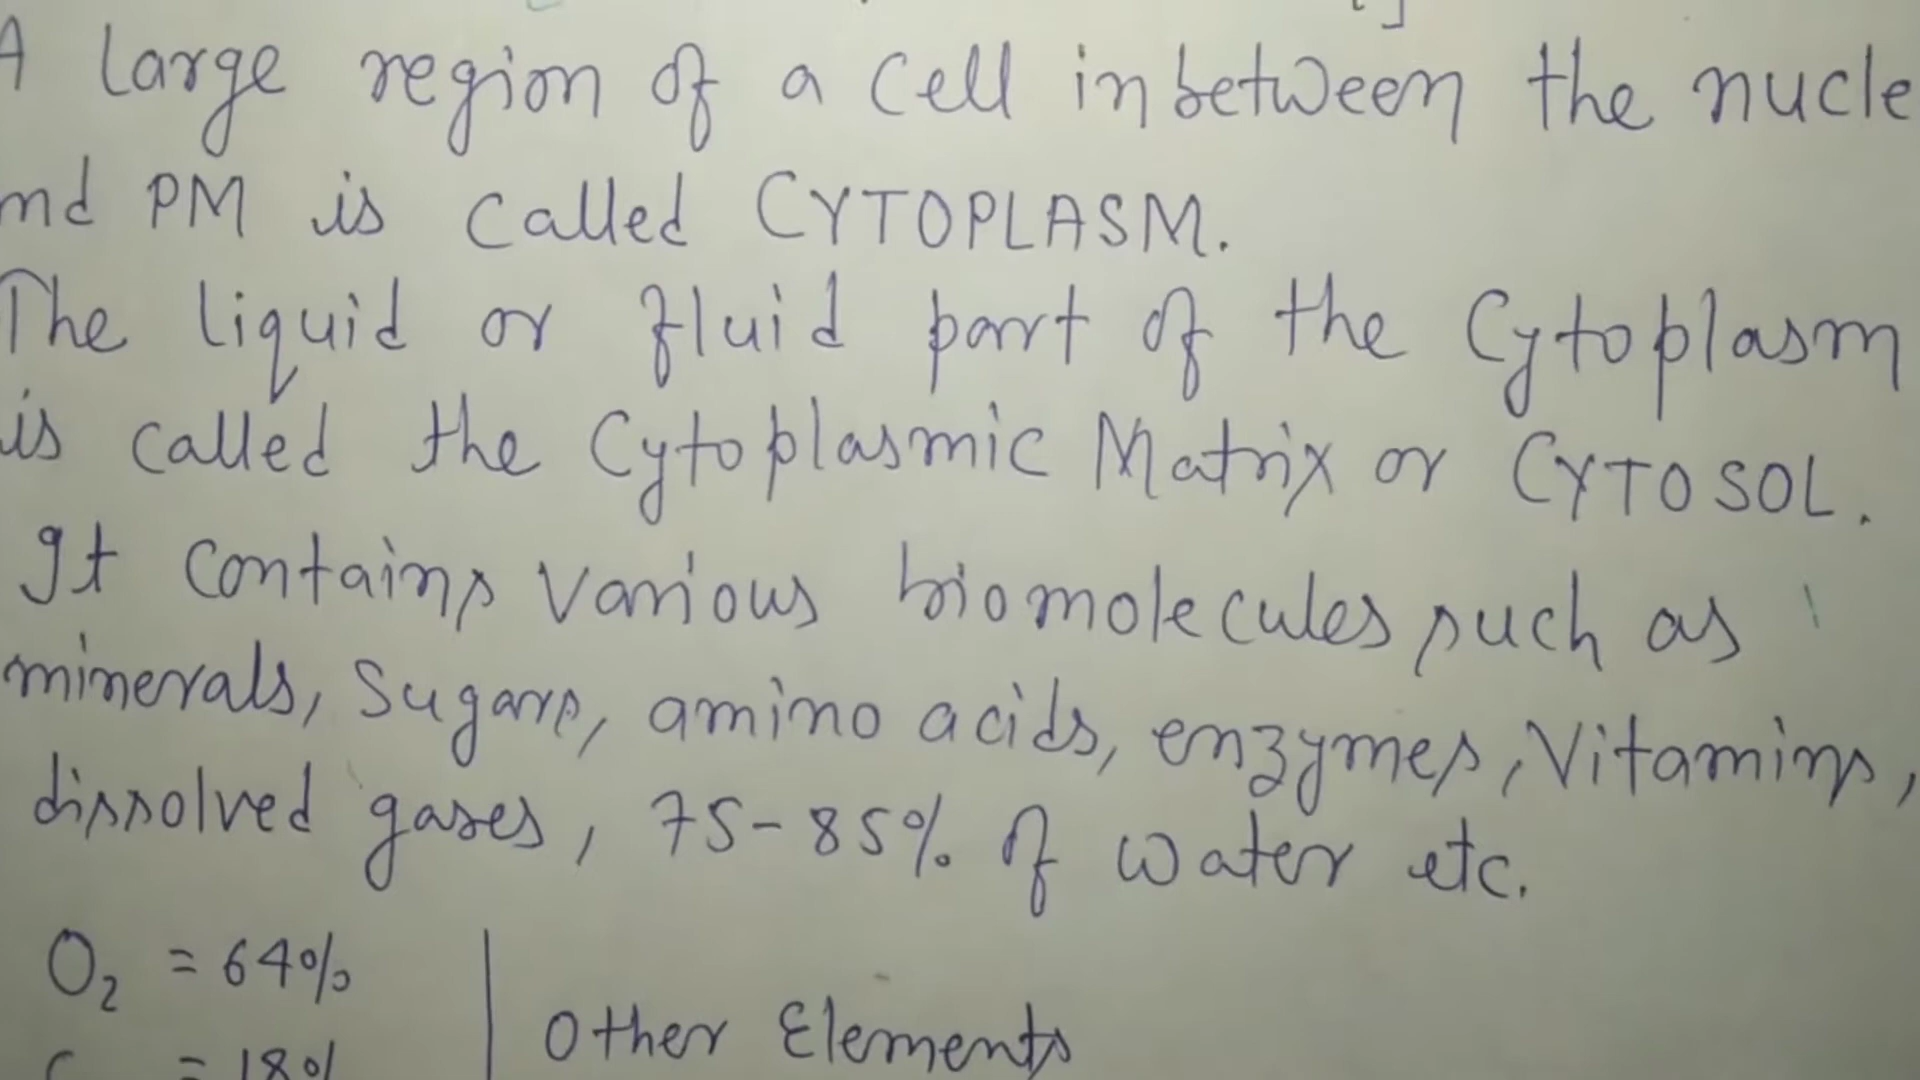 A large region of a cell inbetween the nucle
nd PM is called CYTOPLASM.
The liquid or fluid part of the Cytoplasm
is called the Cytoplasmic Matrix or CYTOSOL.
It contains various biomolecules such as
minerals, sugars, amino acids, enzymes, Vitamins,
dissolved gases, 75-85% of water etc.
O₂ = 64%
= 18%
Other Elements